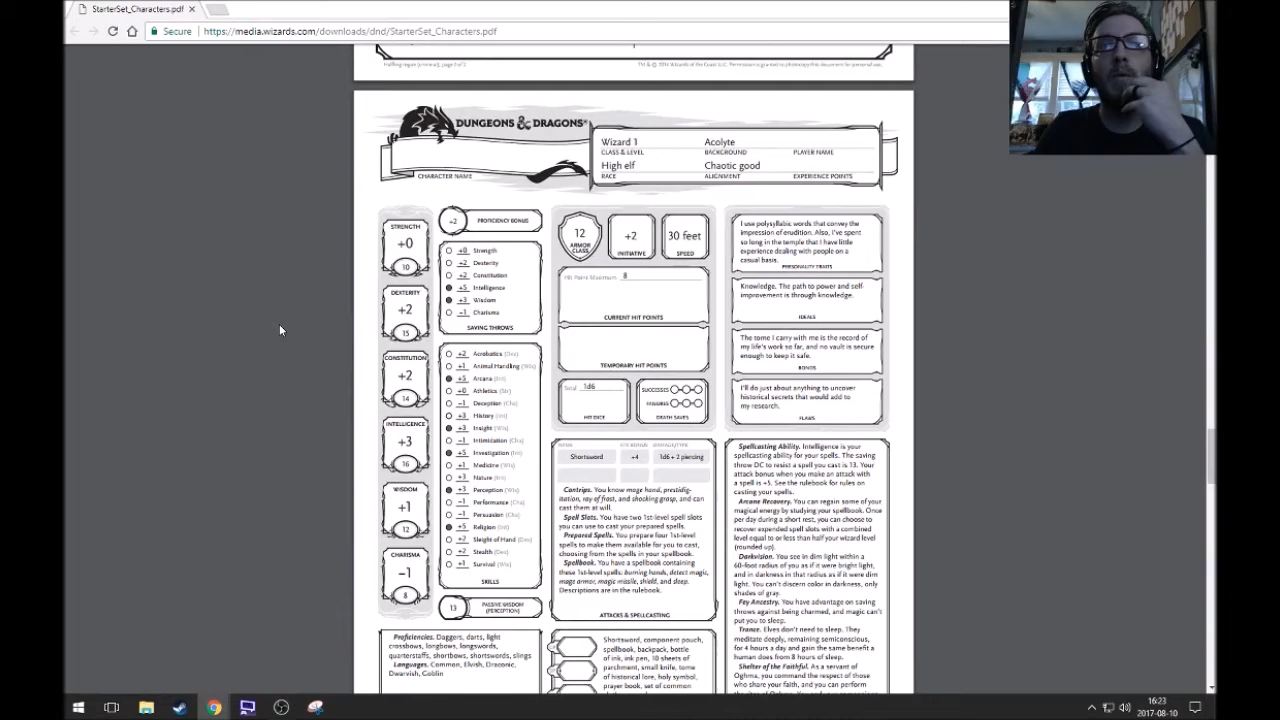 StarterSet_Characters.pdf
Secure
https://media.wizards.com/downloads/dnd/StarterSet_Characters.pdf
DUNGEONS & DRAGONS®
CHARACTER NAME
Wizard 1 Acolyte
CLASS & LEVEL BACKGROUND PLAYER NAME
High elf Chaotic good
RACE ALIGNMENT EXPERIENCE POINTS
STRENGTH
+0
10
DEXTERITY
+2
15
CONSTITUTION
+2
14
INTELLIGENCE
+3
16
WISDOM
+1
12
CHARISMA
-1
8
+2 PROFICIENCY BONUS
+0 Strength
+2 Dexterity
+2 Constitution
+5 Intelligence
+3 Wisdom
-1 Charisma
SAVING THROWS
+2 Acrobatics (Dex)
+1 Animal Handling (Wis)
+5 Arcana (Int)
+0 Athletics (Str)
-1 Deception (Cha)
+3 History (Int)
+3 Insight (Wis)
-1 Intimidation (Cha)
+5 Investigation (Int)
+1 Medicine (Wis)
+3 Nature (Int)
+3 Perception (Wis)
-1 Performance (Cha)
-1 Persuasion (Cha)
+5 Religion (Int)
+2 Sleight of Hand (Dex)
+2 Stealth (Dex)
+1 Survival (Wis)
SKILLS
13 PASSIVE WISDOM
(PERCEPTION)
Proficiencies. Daggers, darts, light
crossbows, longbows, longswords,
quarterstaffs, shortbows, shortswords, slings
Languages. Common, Elvish, Draconic,
Dwarvish, Goblin
12
ARMOR
CLASS
+2
INITIATIVE
30 feet
SPEED
Hit Point Maximum 8
CURRENT HIT POINTS
TEMPORARY HIT POINTS
Total 1d6
HIT DICE
SUCCESSES
FAILURES
DEATH SAVES
NAME ATK BONUS DAMAGE/TYPE
Shortsword +4 1d6 + 2 piercing
Cantrips. You know mage hand, prestidig-
itation, ray of frost, and shocking grasp, and can
cast them at will.
Spell Slots. You have two 1st-level spell slots
you can use to cast your prepared spells.
Prepared Spells. You prepare four 1st-level
spells to make them available for you to cast,
choosing from the spells in your spellbook.
Spellbook. You have a spellbook containing
these 1st-level spells: burning hands, detect magic,
mage armor, magic missile, shield, and sleep.
Descriptions are in the rulebook.
ATTACKS & SPELLCASTING
Shortsword, component pouch,
spellbook, backpack, bottle
of ink, ink pen, 10 sheets of
parchment, small knife, tome
of historical lore, holy symbol,
prayer book, set of common
I use polysyllabic words that convey the
impression of erudition. Also, I've spent
so long in the temple that I have little
experience dealing with people on a
casual basis.
PERSONALITY TRAITS
Knowledge. The path to power and self-
improvement is through knowledge.
IDEALS
The tome I carry with me is the record of
my life's work so far, and no vault is secure
enough to keep it safe.
BONDS
I'll do just about anything to uncover
historical secrets that would add to
my research.
FLAWS
Spellcasting Ability. Intelligence is your
spellcasting ability for your spells. The saving
throw DC to resist a spell you cast is 13. Your
attack bonus when you make an attack with
a spell is +5. See the rulebook for rules on
casting your spells.
Arcane Recovery. You can regain some of your
magical energy by studying your spellbook. Once
per day during a short rest, you can choose to
recover expended spell slots with a combined
level equal to or less than half your wizard level
(rounded up).
Darkvision. You see in dim light within a
60-foot radius of you as if it were bright light,
and in darkness in that radius as if it were dim
light. You can't discern color in darkness, only
shades of gray.
Fey Ancestry. You have advantage on saving
throws against being charmed, and magic can't
put you to sleep.
Trance. Elves don't need to sleep. They
meditate deeply, remaining semiconscious,
for 4 hours a day and gain the same benefit a
human does from 8 hours of sleep.
Shelter of the Faithful. As a servant of
Oghma, you command the respect of those
who share your faith, and you can perform
16:23
2017-08-10